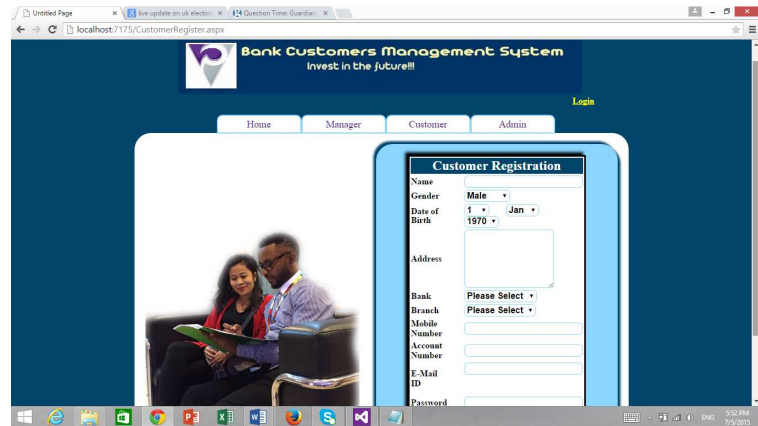 Untitled Page
live update on uk election
Question Time: Guardian
localhost:7175/CustomerRegister.aspx
Bank Customers Management System
Invest in the future!!!
Login
Home Manager Customer Admin
Customer Registration
Name
Gender Male
Date of Birth 1 Jan
1970
Address
Bank Please Select
Branch Please Select
Mobile
Number
Account
Number
E-Mail
ID
Password
ENG
5:52 PM
7/5/2015